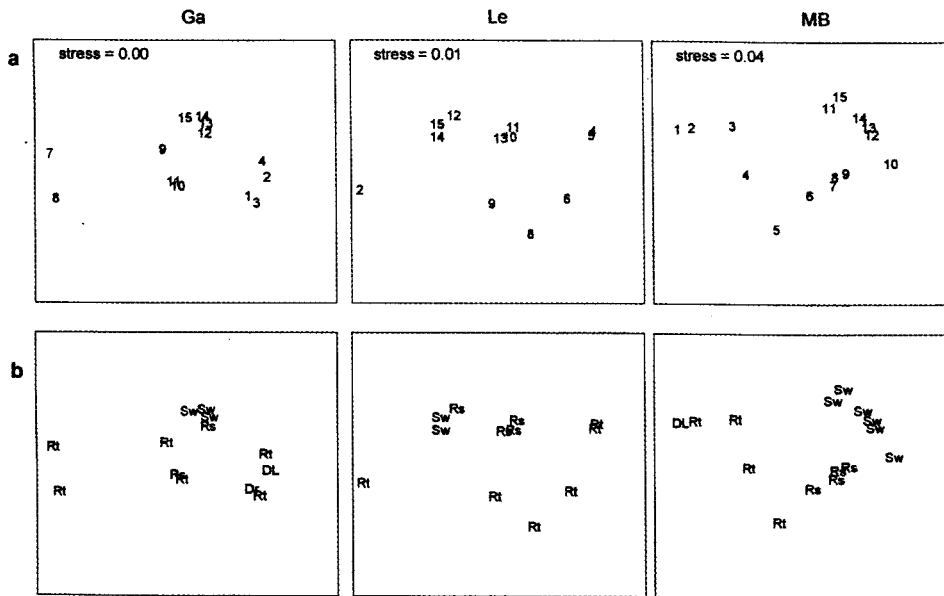 Ga Le MB
a
stress = 0.00 stress = 0.01 stress = 0.04
15 14
13
12
9
7
4
11
10
2
8
1
3
12
15
11
14
13 10
4
5
2
9
6
8
15
11
14
1 2
3
13
12
10
4
8 9
7
6
5
b
Sw Sw
Sw
Rs
Rt
Rt
Rt
DL
Rs
Rt
Rt
Rt
Rs
Sw
Rs
Sw
Rs Rs
Rt
Rt
Rt
Rt
Rt
Rt
Sw
Sw
Sw
DL Rt
Rt
Sw
Sw
Sw
Rt
Rs Rs
Rs
Rs
Rt